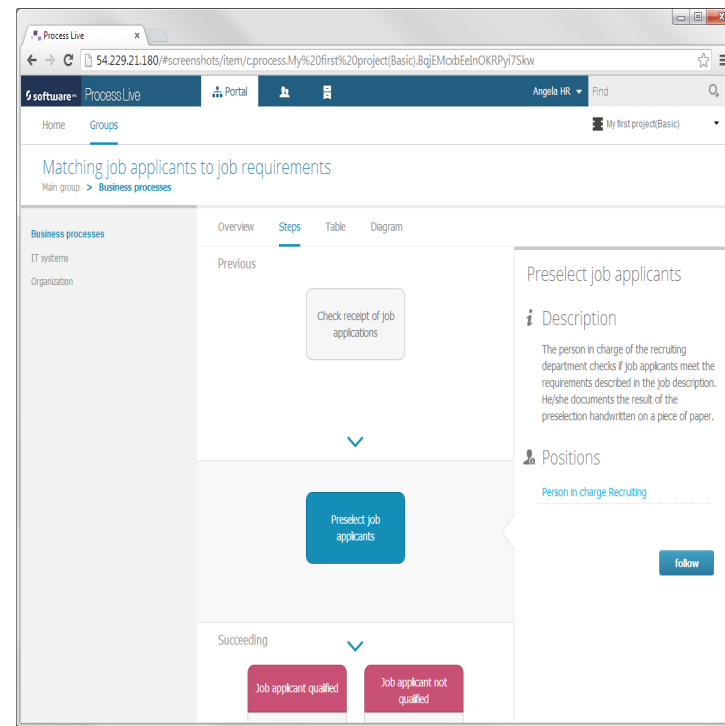 Process Live
54.229.21.180/#screenshots/item/c.process.My%20first%20project(Basic).BqjEMcxbEeInOKRPyi7Skw
software AG ProcessLive Portal Angela HR Find
Home Groups My first project(Basic)
Matching job applicants to job requirements
Main group > Business processes
Business processes
IT systems
Organization
Overview Steps Table Diagram
Previous
Check receipt of job
applications
Preselect job
applicants
Succeeding
Job applicant qualified
Job applicant not
qualified
Preselect job applicants
Description
The person in charge of the recruiting
department checks if job applicants meet the
requirements described in the job description.
He/she documents the result of the
preselection handwritten on a piece of paper.
Positions
Person in charge Recruiting
follow